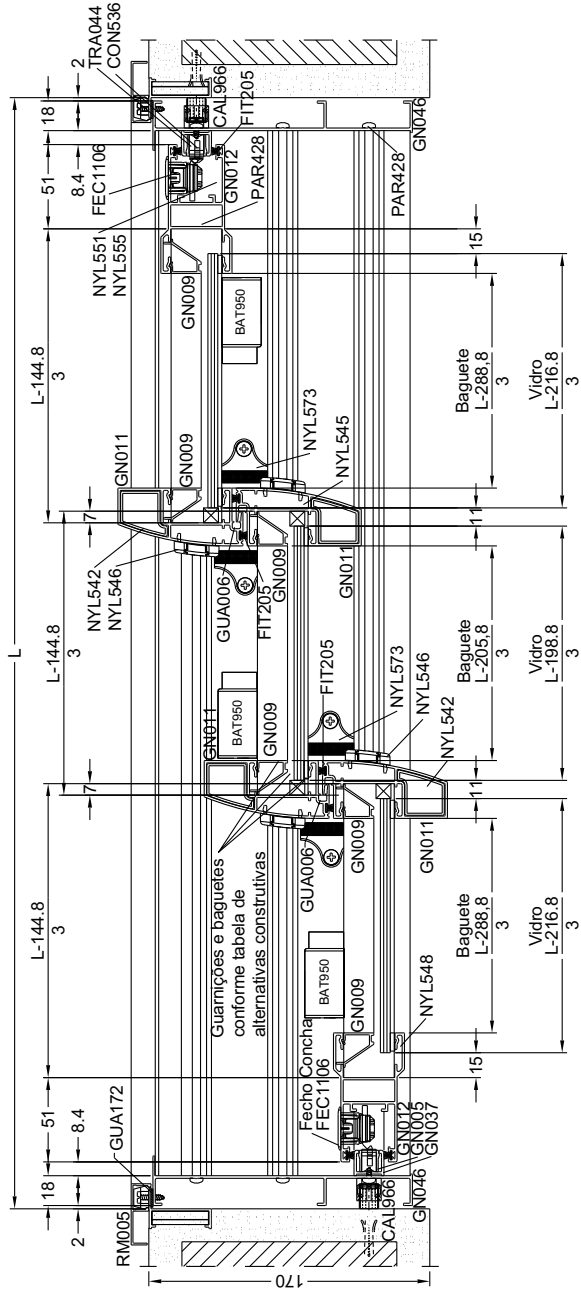 L
2
18
51
8.4
L-144.8
3
7
L-144.8
3
7
L-144.8
3
51
8.4
18
2
RM005
GUA172
TRA044
CON536
CAL966
FIT205
FEC1106
GN012
PAR428
NYL551
NYL555
GN046
PAR428
GN009
BAT950
15
GN011
GN009
NYL573
NYL545
NYL542
NYL546
GUA006
FIT205
GN009
GN011
11
Baguete
L-288,8
3
Vidro
L-216.8
3
BAT950
GN011
GN009
FIT205
NYL573
NYL546
NYL542
Baguete
L-205,8
3
Vidro
L-198.8
3
Guarnições e baguetes
conforme tabela de
alternativas construtivas
GUA006
GN009
GN011
11
BAT950
GN009
NYL548
Fecho Concha
FEC1106
GN012
GN005
GN037
CAL966
GN046
15
Baguete
L-288,8
3
Vidro
L-216.8
3
170